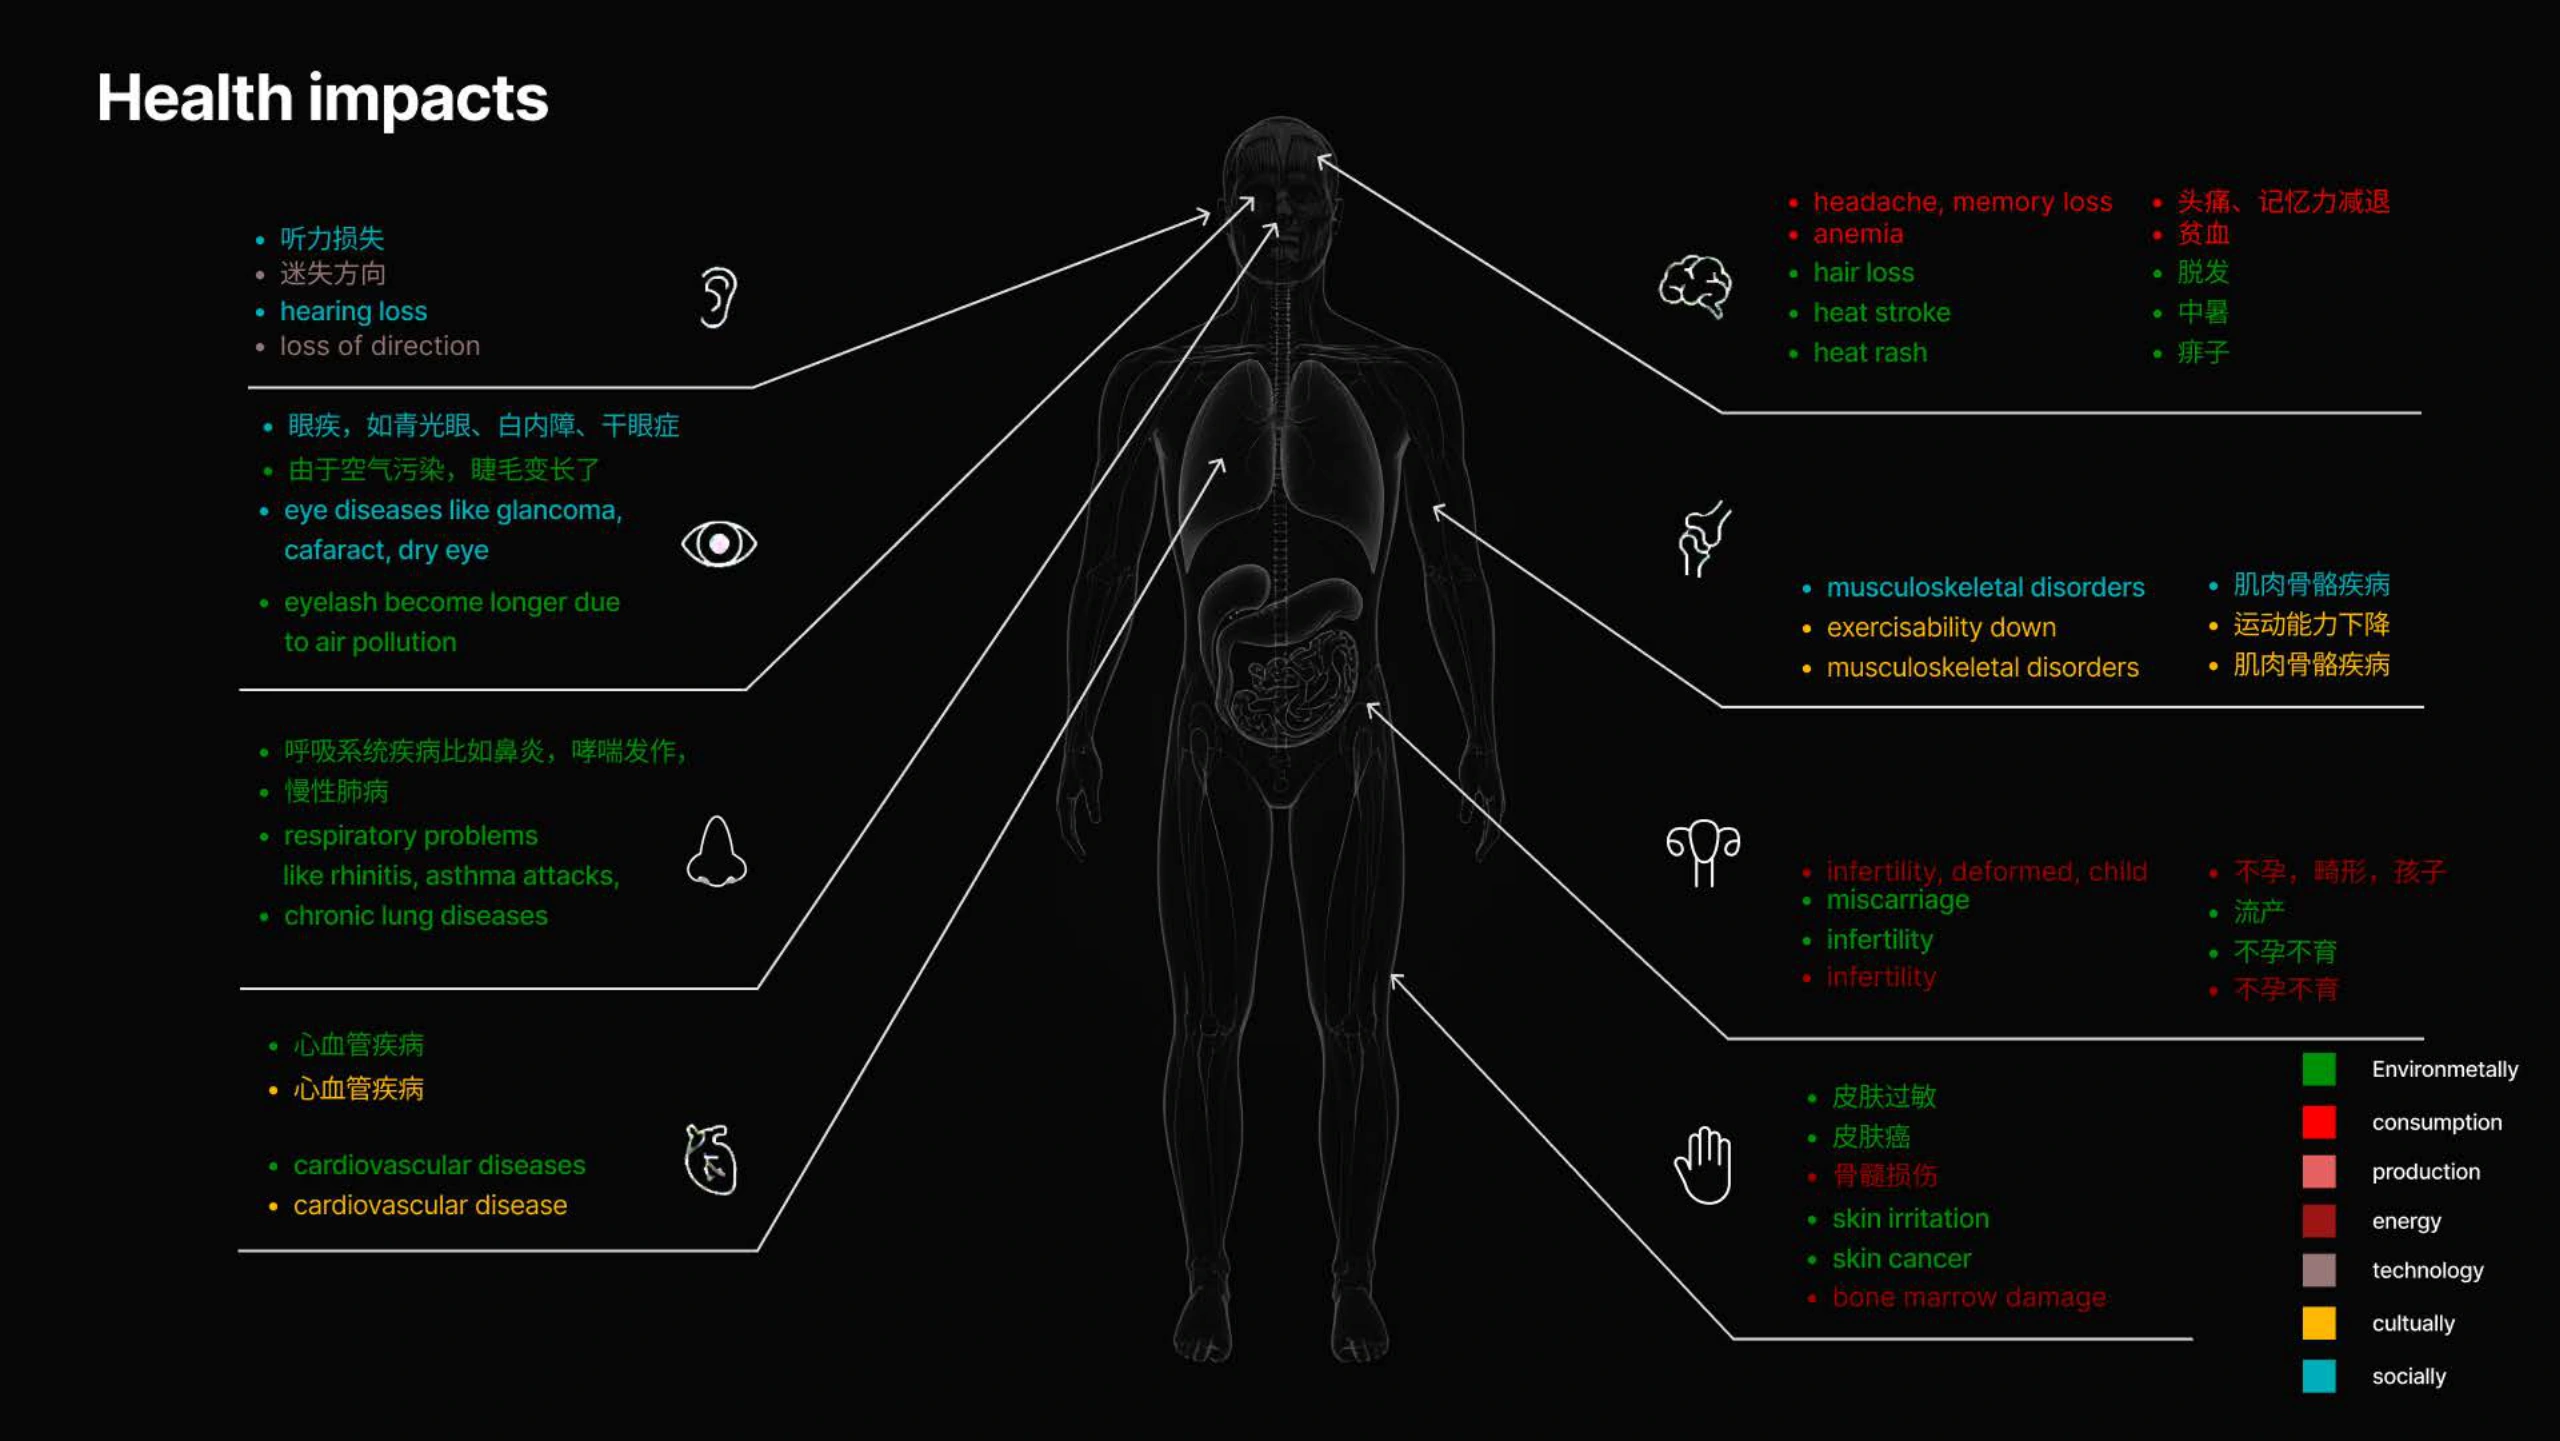 Health impacts
听力损失
迷失方向
hearing loss
loss of direction
眼疾，如青光眼、白内障、干眼症
由于空气污染，睫毛变长了
eye diseases like glancoma,
cafaract, dry eye
eyelash become longer due
to air pollution
呼吸系统疾病比如鼻炎，哮喘发作，
慢性肺病
respiratory problems
like rhinitis, asthma attacks,
chronic lung diseases
心血管疾病
心血管疾病
cardiovascular diseases
cardiovascular disease
headache, memory loss
anemia
hair loss
heat stroke
heat rash
头痛、记忆力减退
贫血
脱发
中暑
痱子
musculoskeletal disorders
exercisability down
musculoskeletal disorders
肌肉骨骼疾病
运动能力下降
肌肉骨骼疾病
infertility, deformed, child
miscarriage
infertility
infertility
不孕，畸形，孩子
流产
不孕不育
不孕不育
皮肤过敏
皮肤癌
骨髓损伤
skin irritation
skin cancer
bone marrow damage
Environmetally
consumption
production
energy
technology
cultually
socially